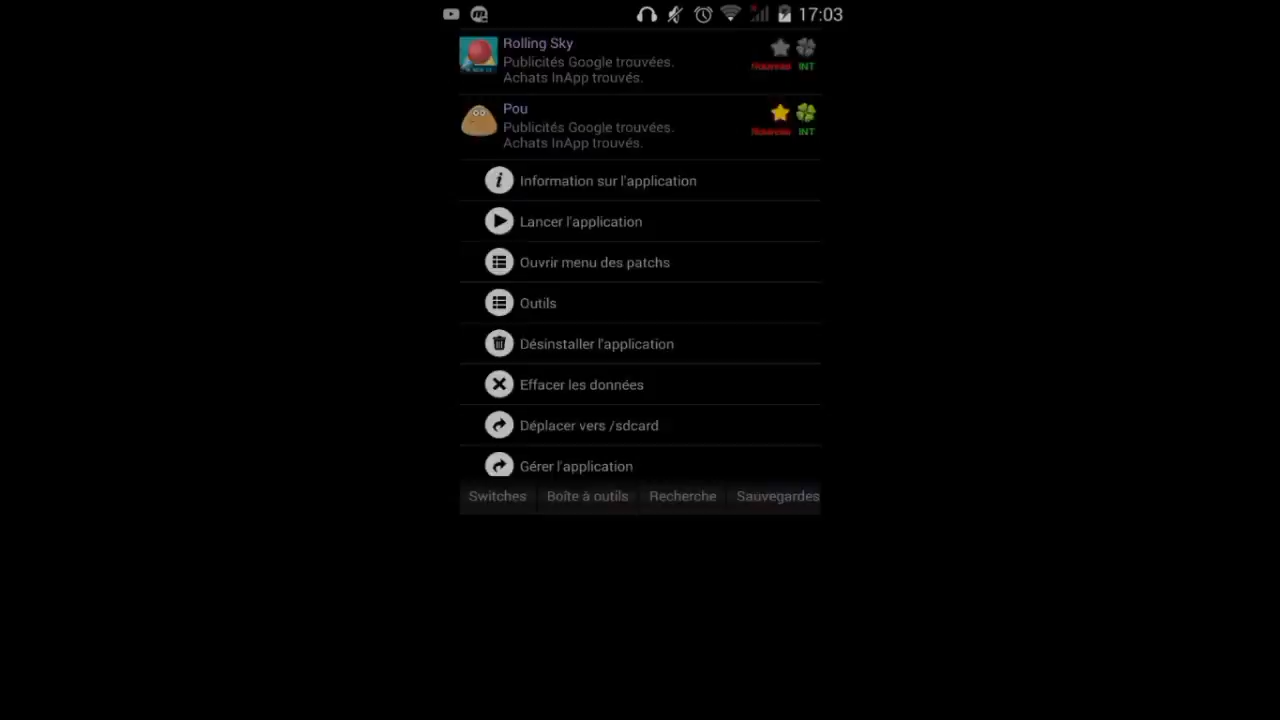 17:03
Rolling Sky
Publicités Google trouvées.
Achats InApp trouvés.
Nouveau INT
Pou
Publicités Google trouvées.
Achats InApp trouvés.
Nouveau INT
Information sur l'application
Lancer l'application
Ouvrir menu des patchs
Outils
Désinstaller l'application
Effacer les données
Déplacer vers /sdcard
Gérer l'application
Switches Boîte à outils Recherche Sauvegardes